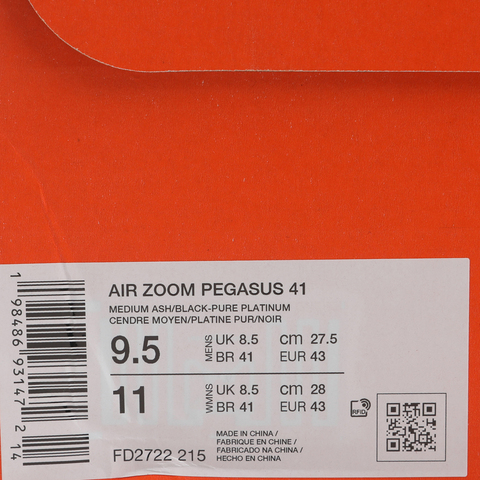 AIR ZOOM PEGASUS 41
MEDIUM ASH/BLACK-PURE PLATINUM
CENDRE MOYEN/PLATINE PUR/NOIR
9.5 MENS UK 8.5 cm 27.5
BR 41 EUR 43
11 WMNS UK 8.5 cm 28
BR 41 EUR 43
RFID
MADE IN CHINA /
FABRIQUE EN CHINE /
FABRICADO NA CHINA /
HECHO EN CHINA
FD2722 215
1 98486 93147 2 14